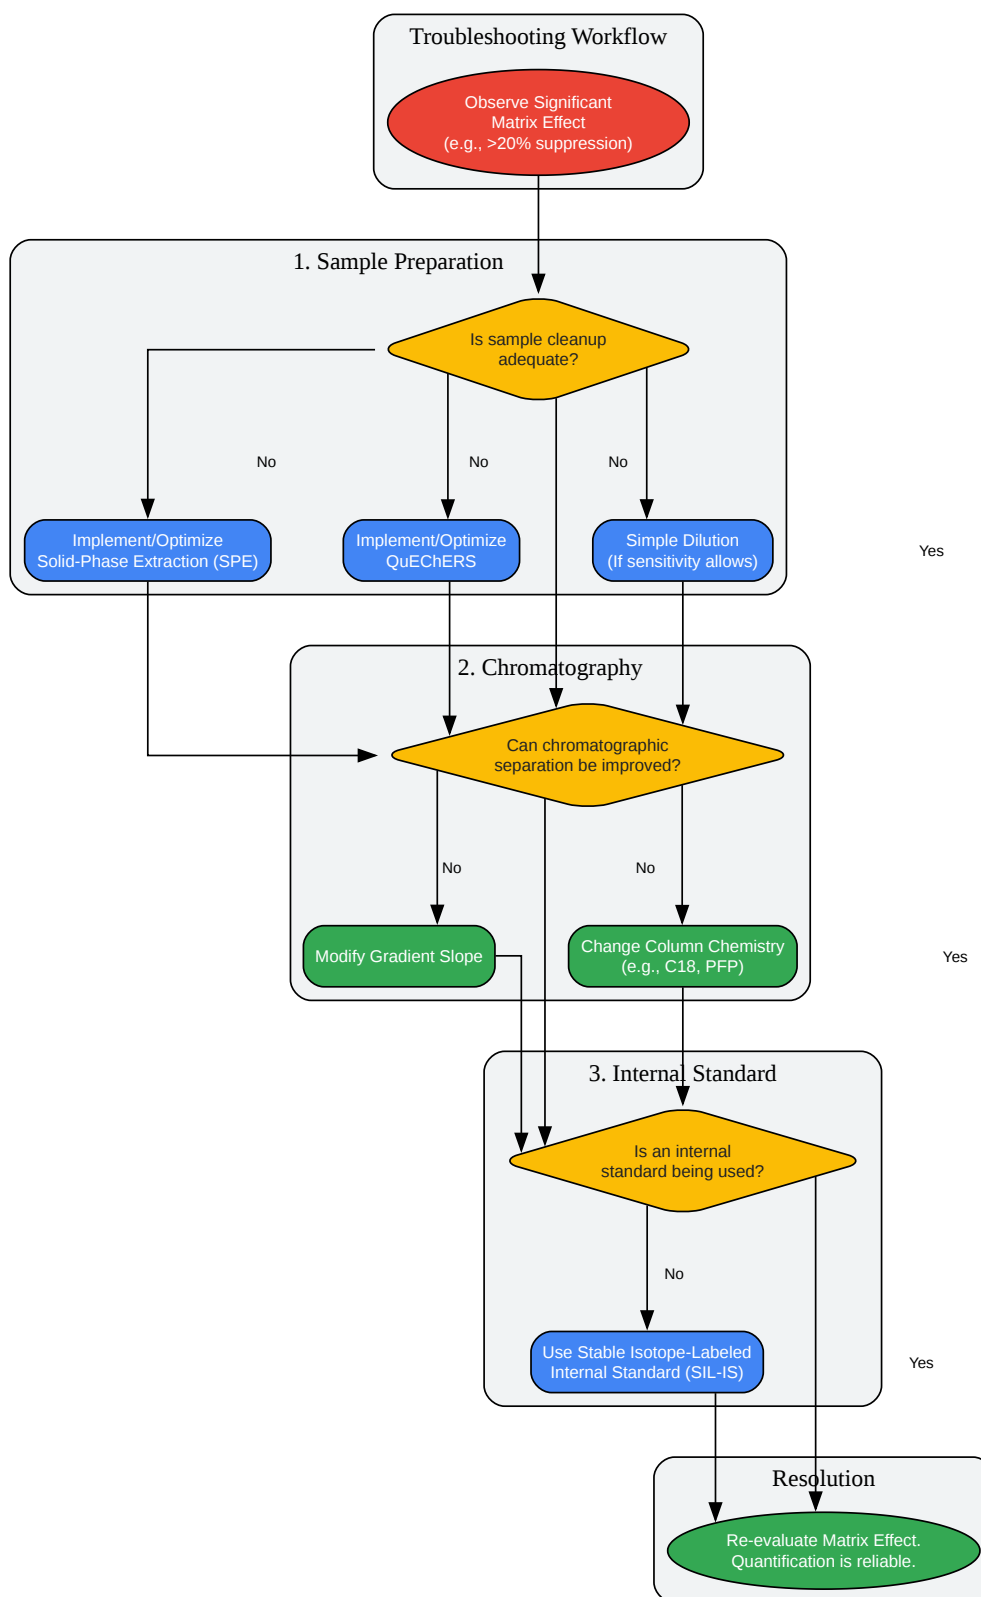 Troubleshooting Workflow
Observe Significant
Matrix Effect
(e.g., >20% suppression)
1. Sample Preparation
Is sample cleanup
adequate?
No
No
No
Implement/Optimize
Solid-Phase Extraction (SPE)
Implement/Optimize
QuEChERS
Simple Dilution
(If sensitivity allows)
Yes
2. Chromatography
Can chromatographic
separation be improved?
No
No
Modify Gradient Slope
Change Column Chemistry
(e.g., C18, PFP)
Yes
3. Internal Standard
Is an internal
standard being used?
No
Use Stable Isotope-Labeled
Internal Standard (SIL-IS)
Yes
Resolution
Re-evaluate Matrix Effect.
Quantification is reliable.